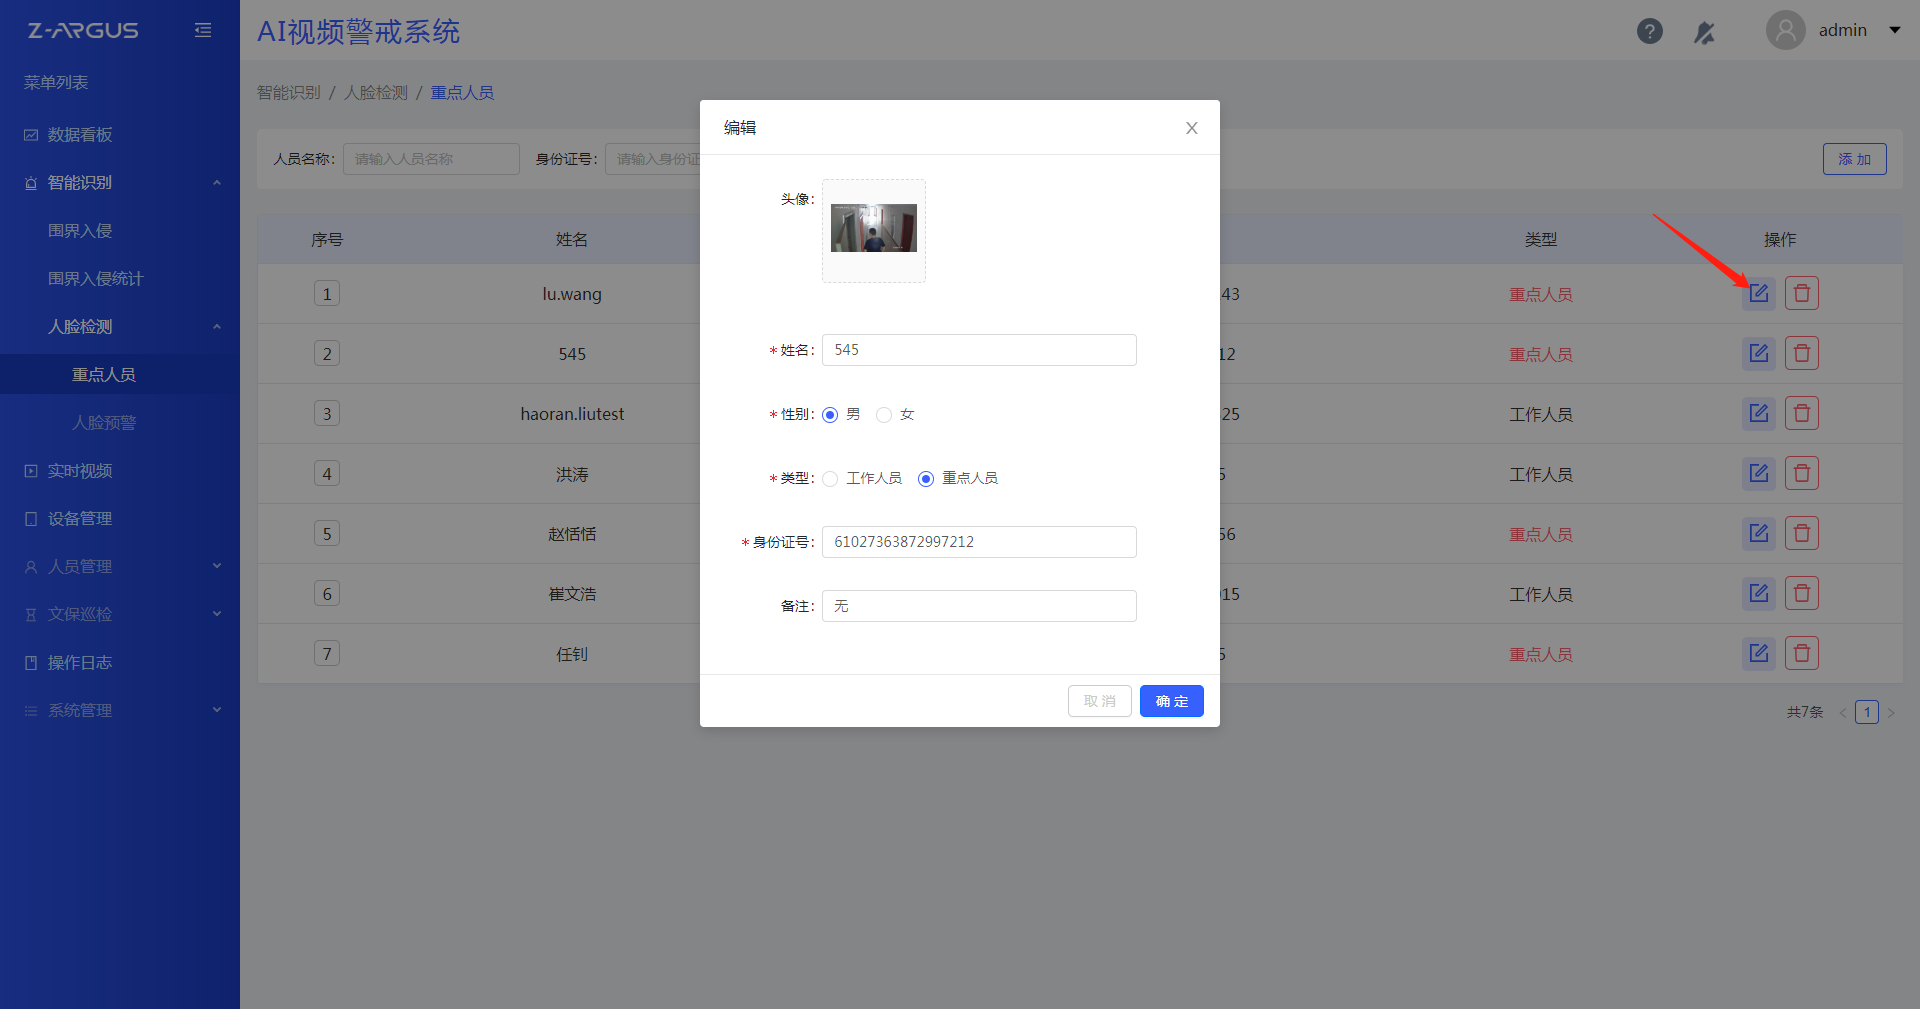 Z-ARGUS
AI视频警戒系统
admin
菜单列表
数据看板
智能识别
围界入侵
围界入侵统计
人脸检测
重点人员
人脸预警
实时视频
设备管理
人员管理
文保巡检
操作日志
系统管理
智能识别 / 人脸检测 / 重点人员
人员名称: 请输入人员名称 身份证号: 请输入身份证
添 加
序号 姓名 类型 操作
1 lu.wang 43 重点人员
2 545 12 重点人员
3 haoran.liutest 25 工作人员
4 洪涛 5 工作人员
5 赵恬恬 56 重点人员
6 崔文浩 15 工作人员
7 任钊 5 重点人员
共7条 < 1 >
编辑 X
头像:
* 姓名: 545
* 性别: 男 女
* 类型: 工作人员 重点人员
* 身份证号: 61027363872997212
备注: 无
取 消 确 定